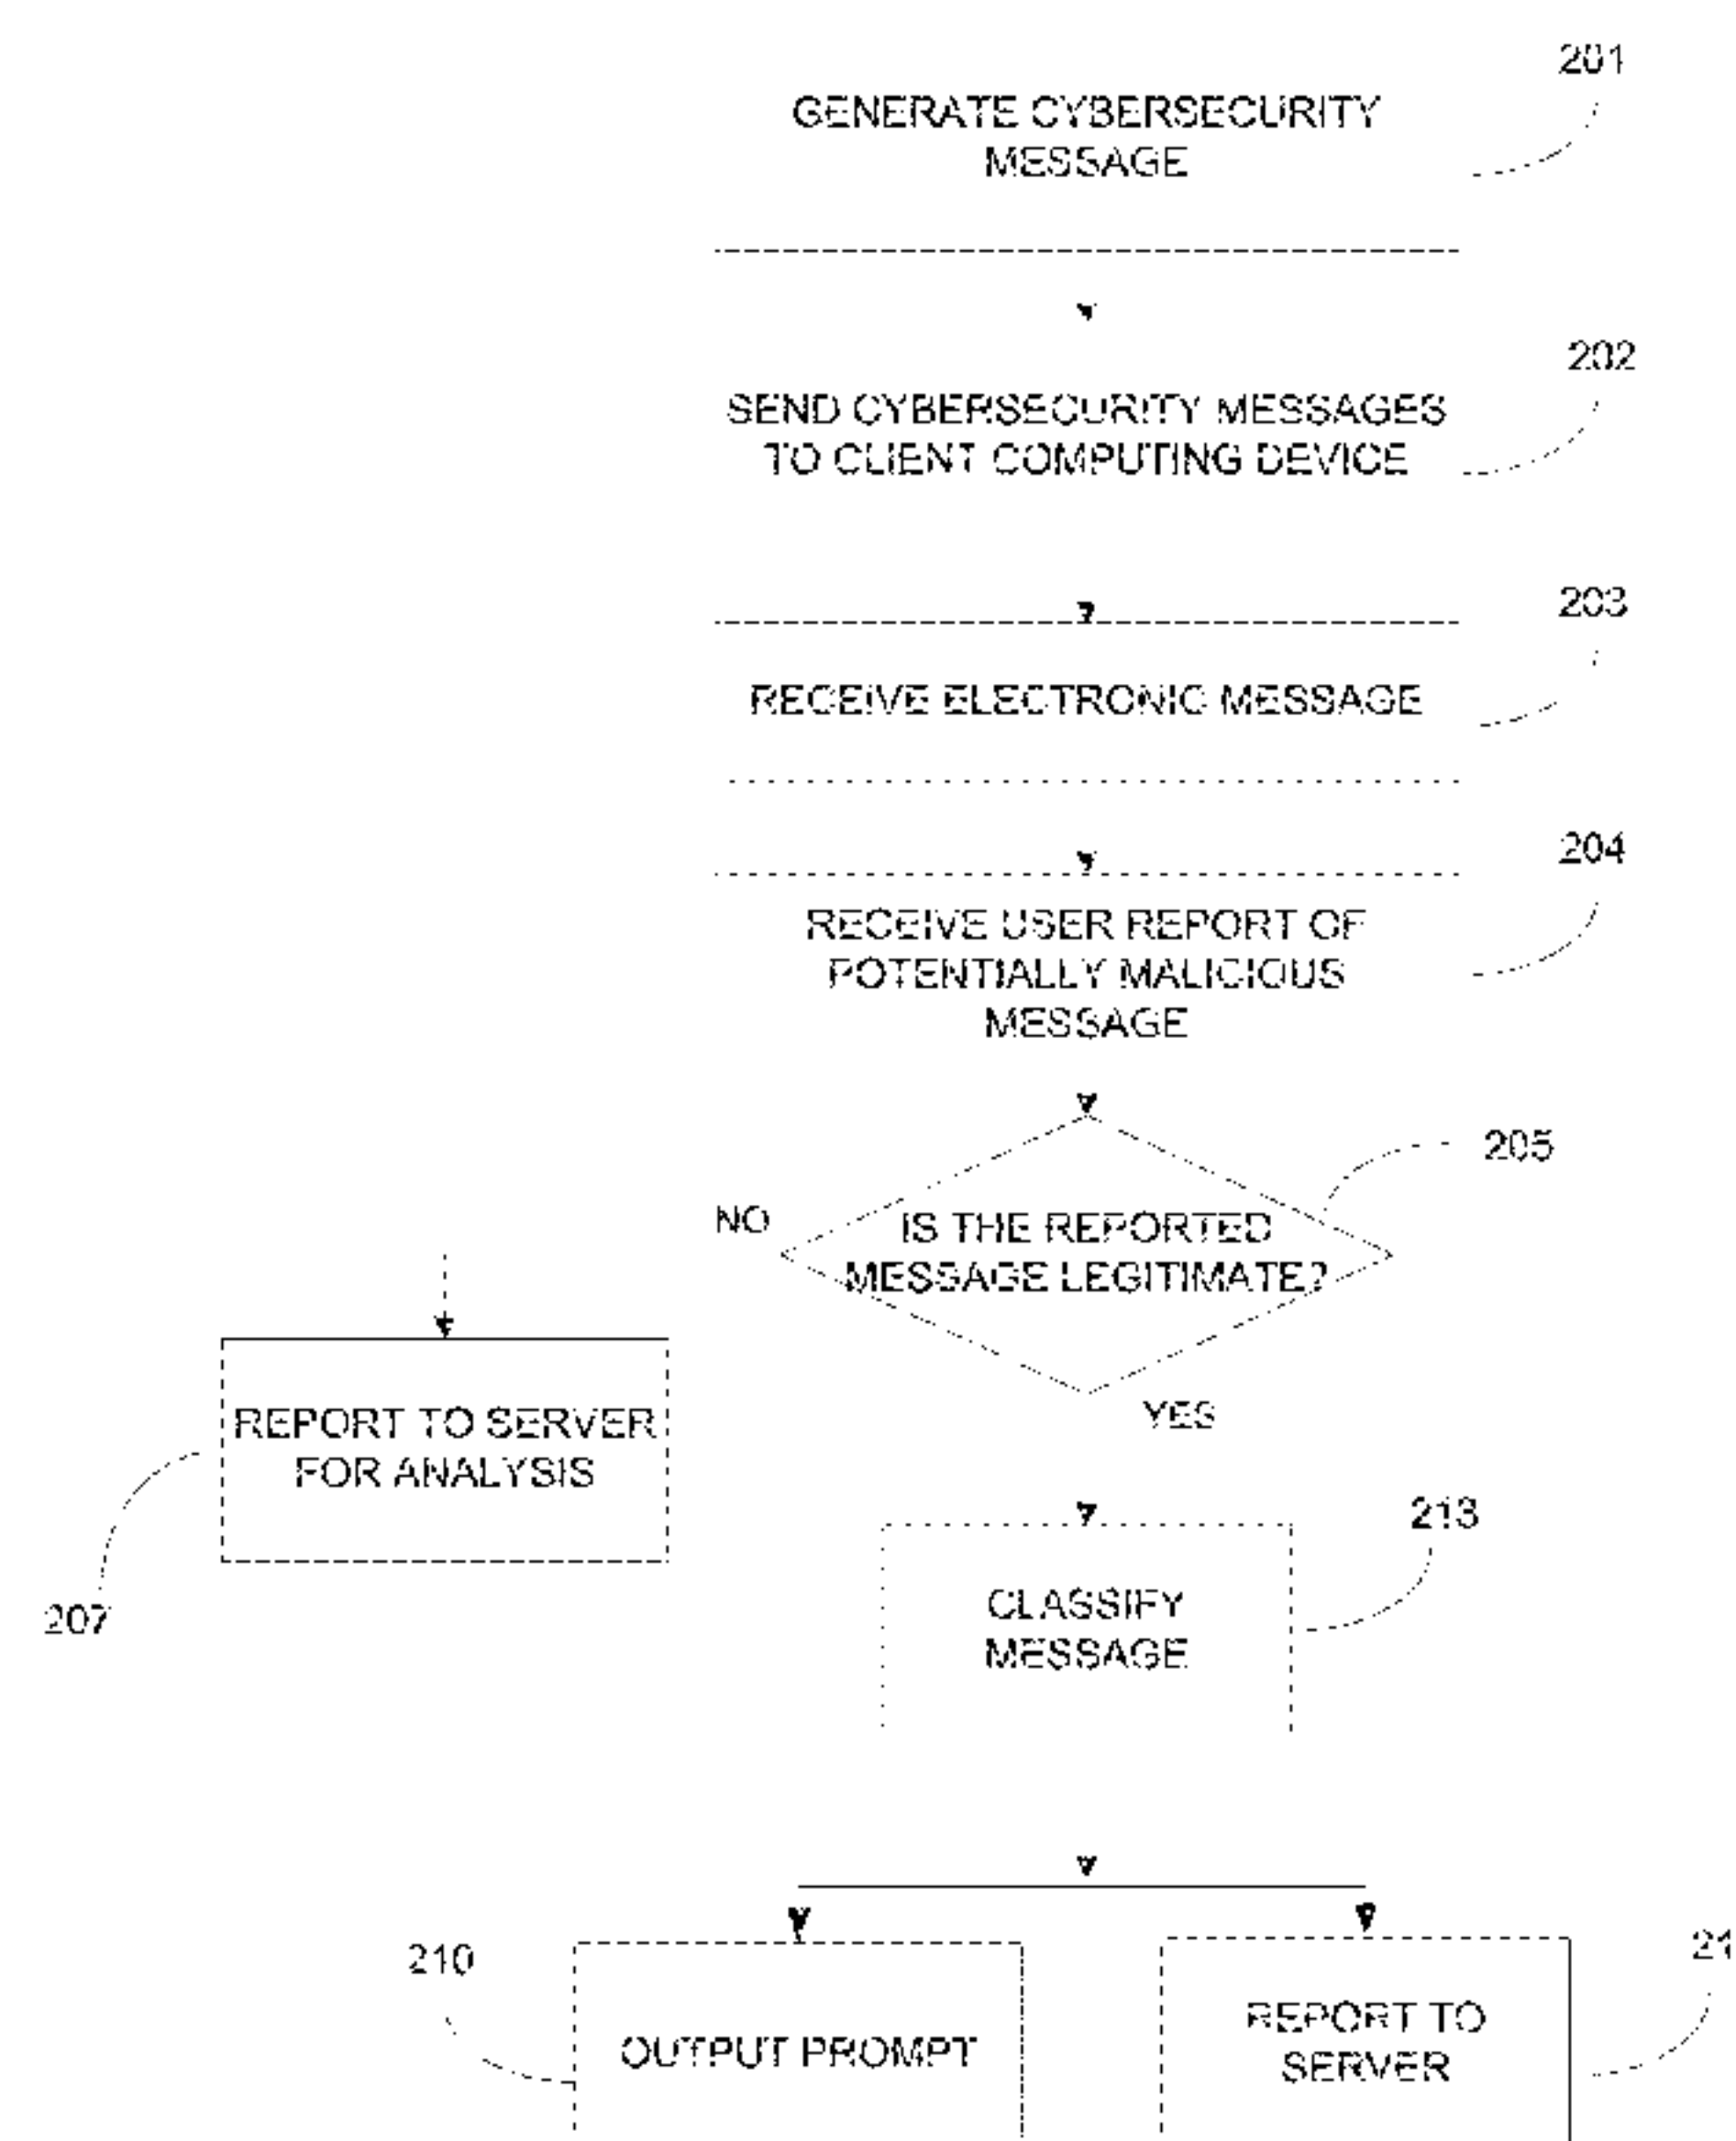 201
GENERATE CYBERSECURITY
MESSAGE
202
SEND CYBERSECURITY MESSAGES
TO CLIENT COMPUTING DEVICE
203
RECEIVE ELECTRONIC MESSAGE
204
RECEIVE USER REPORT OF
POTENTIALLY MALICIOUS
MESSAGE
205
NO
IS THE REPORTED
MESSAGE LEGITIMATE?
YES
REPORT TO SERVER
FOR ANALYSIS
207
213
CLASSIFY
MESSAGE
210
OUTPUT PROMPT
REPORT TO
SERVER
21